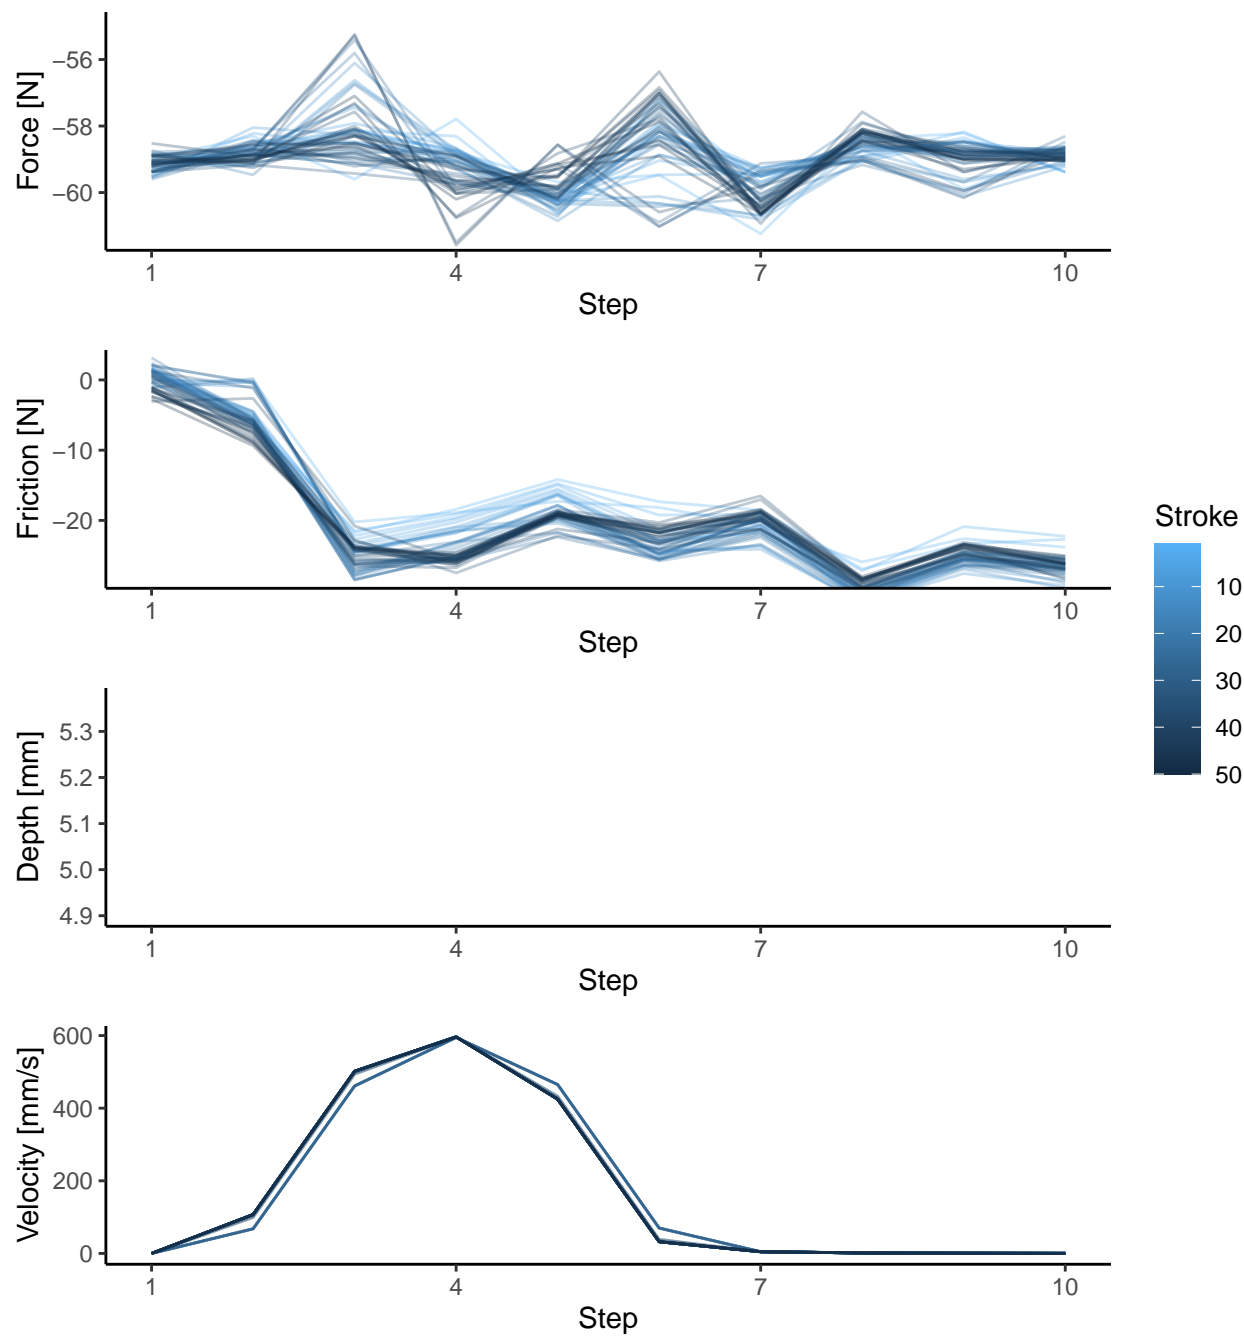 Force [N]
−56
−58
−60
1 4 7 10
Step
Friction [N]
0
−10
−20
1 4 7 10
Step
Stroke
10
20
30
40
50
Depth [mm]
5.3
5.2
5.1
5.0
4.9
1 4 7 10
Step
Velocity [mm/s]
600
400
200
0
1 4 7 10
Step